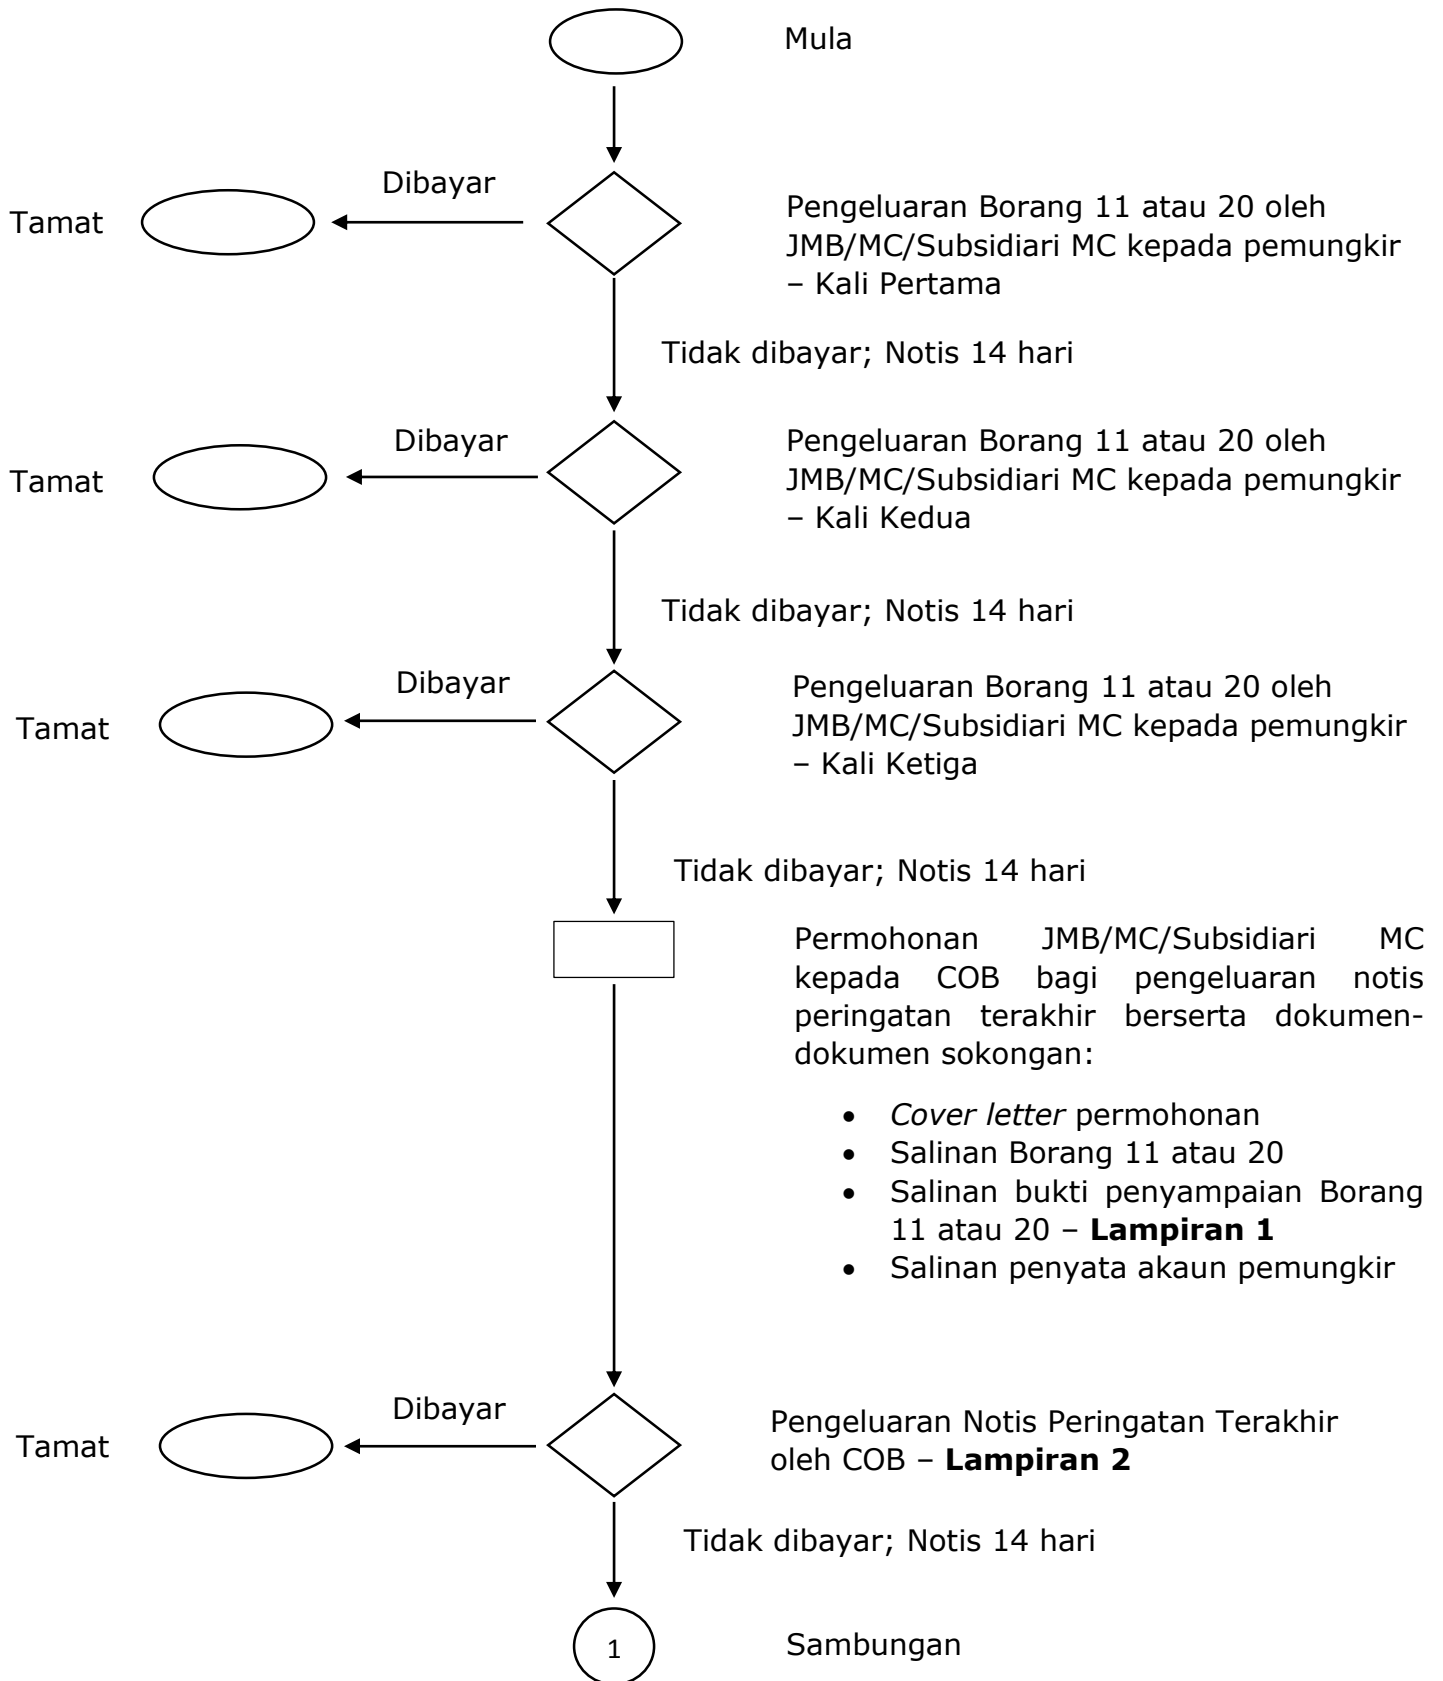 Mula
Dibayar
Tamat
Pengeluaran Borang 11 atau 20 oleh
JMB/MC/Subsidiari MC kepada pemungkir
– Kali Pertama
Tidak dibayar; Notis 14 hari
Dibayar
Tamat
Pengeluaran Borang 11 atau 20 oleh
JMB/MC/Subsidiari MC kepada pemungkir
– Kali Kedua
Tidak dibayar; Notis 14 hari
Dibayar
Tamat
Pengeluaran Borang 11 atau 20 oleh
JMB/MC/Subsidiari MC kepada pemungkir
– Kali Ketiga
Tidak dibayar; Notis 14 hari
Permohonan JMB/MC/Subsidiari MC
kepada COB bagi pengeluaran notis
peringatan terakhir berserta dokumen-
dokumen sokongan:
• Cover letter permohonan
• Salinan Borang 11 atau 20
• Salinan bukti penyampaian Borang
11 atau 20 – Lampiran 1
• Salinan penyata akaun pemungkir
Dibayar
Tamat
Pengeluaran Notis Peringatan Terakhir
oleh COB – Lampiran 2
Tidak dibayar; Notis 14 hari
1
Sambungan